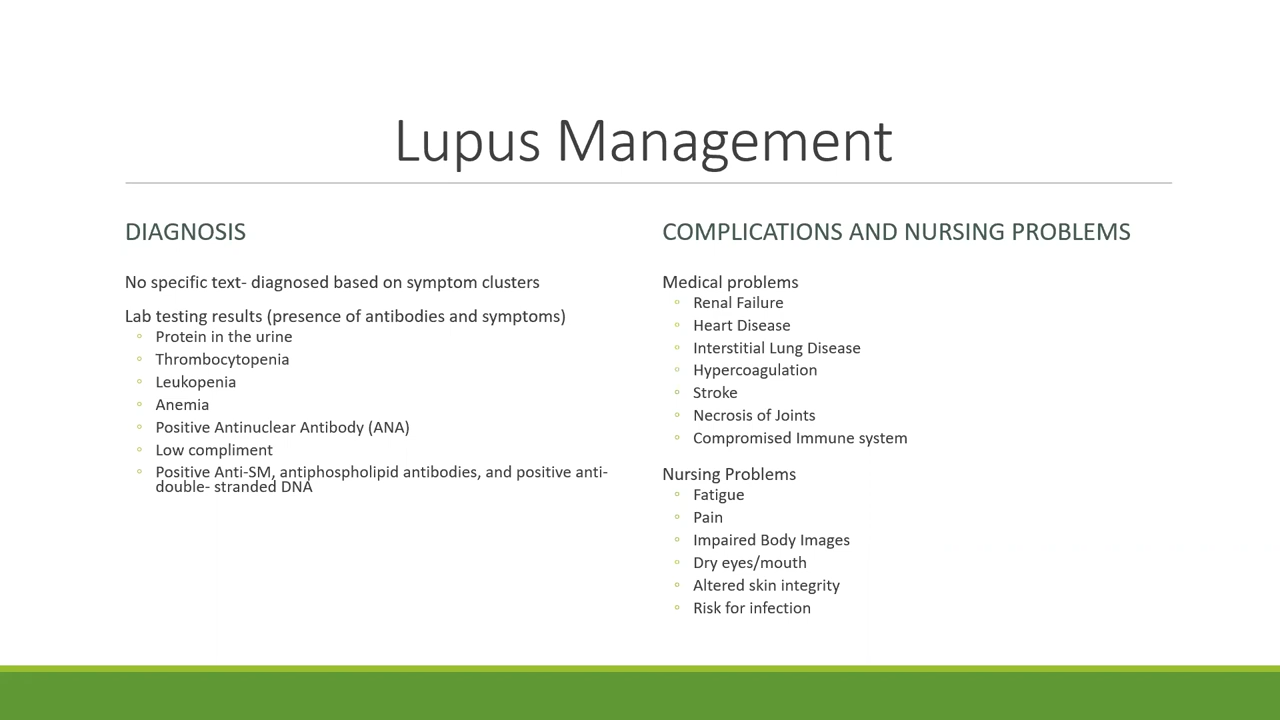 Lupus Management
DIAGNOSIS
No specific text- diagnosed based on symptom clusters
Lab testing results (presence of antibodies and symptoms)
◦ Protein in the urine
◦ Thrombocytopenia
◦ Leukopenia
◦ Anemia
◦ Positive Antinuclear Antibody (ANA)
◦ Low compliment
◦ Positive Anti-SM, antiphospholipid antibodies, and positive anti-
double- stranded DNA
COMPLICATIONS AND NURSING PROBLEMS
Medical problems
◦ Renal Failure
◦ Heart Disease
◦ Interstitial Lung Disease
◦ Hypercoagulation
◦ Stroke
◦ Necrosis of Joints
◦ Compromised Immune system
Nursing Problems
◦ Fatigue
◦ Pain
◦ Impaired Body Images
◦ Dry eyes/mouth
◦ Altered skin integrity
◦ Risk for infection